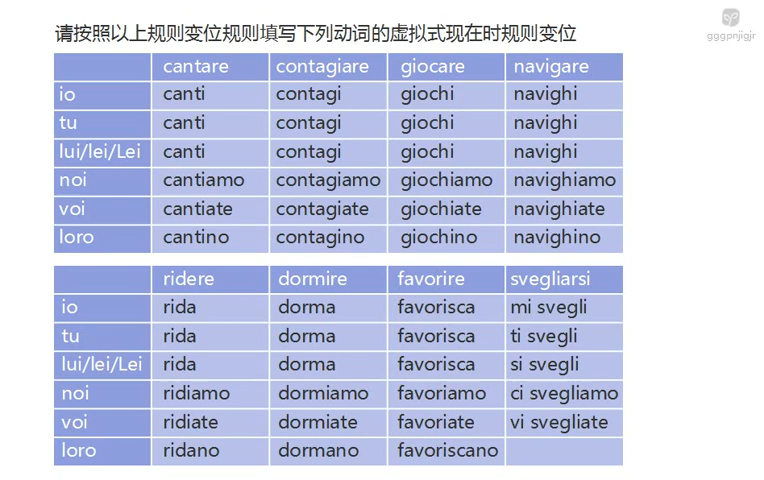 请按照以上规则变位规则填写下列动词的虚拟式现在时规则变位
gggpnjigjr
cantare contagiare giocare navigare
io canti contagi giochi navighi
tu canti contagi giochi navighi
lui/lei/Lei canti contagi giochi navighi
noi cantiamo contagiamo giochiamo navighiamo
voi cantiate contagiate giochiate navighiate
loro cantino contagino giochino navighino
ridere dormire favorire svegliarsi
io rida dorma favorisca mi svegli
tu rida dorma favorisca ti svegli
lui/lei/Lei rida dorma favorisca si svegli
noi ridiamo dormiamo favoriamo ci svegliamo
voi ridiate dormiate favoriate vi svegliate
loro ridano dormano favoriscano